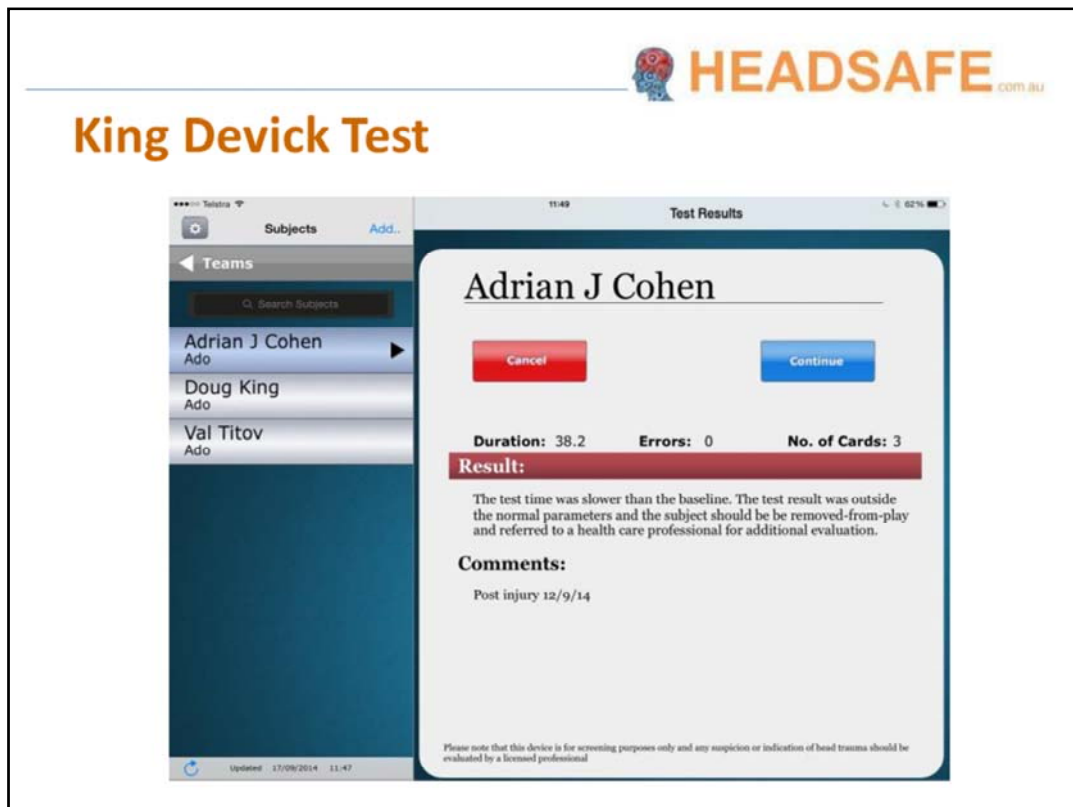 HEADSAFE.com.au
King Devick Test
Telstra
11:49
62%
Subjects
Add..
Test Results
Teams
Search Subjects
Adrian J Cohen
Ado
Doug King
Ado
Val Titov
Ado
Adrian J Cohen
Cancel
Continue
Duration: 38.2 Errors: 0 No. of Cards: 3
Result:
The test time was slower than the baseline. The test result was outside
the normal parameters and the subject should be be removed-from-play
and referred to a health care professional for additional evaluation.
Comments:
Post injury 12/9/14
Please note that this device is for screening purposes only and any suspicion or indication of head trauma should be
evaluated by a licensed professional
Updated 17/09/2014 11:47